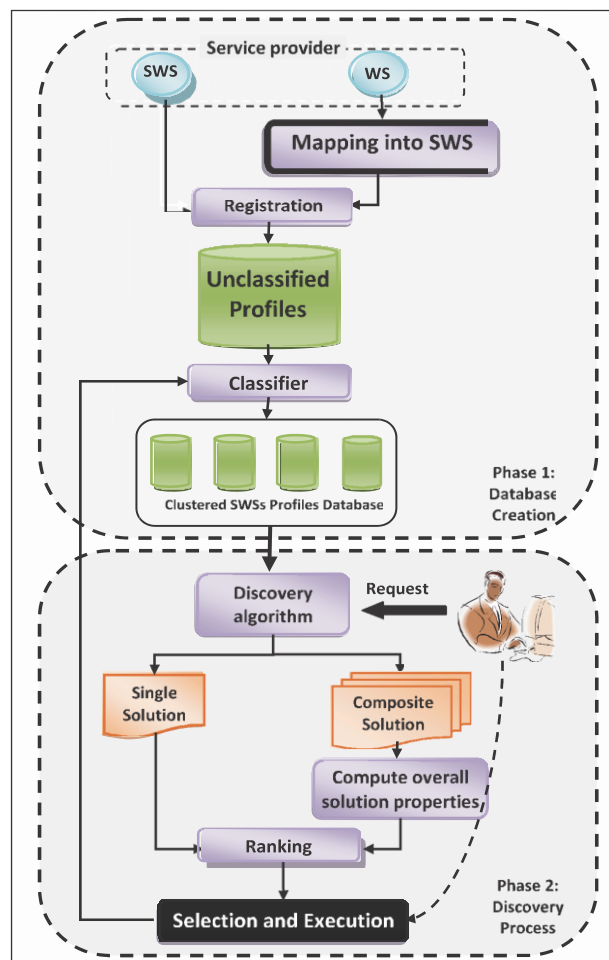 Service provider
SWS
WS
Mapping into SWS
Registration
Unclassified
Profiles
Classifier
Clustered SWSs Profiles Database
Phase 1:
Database
Creation
Discovery
algorithm
Request
Single
Solution
Composite
Solution
Compute overall
solution properties
Ranking
Selection and Execution
Phase 2:
Discovery
Process